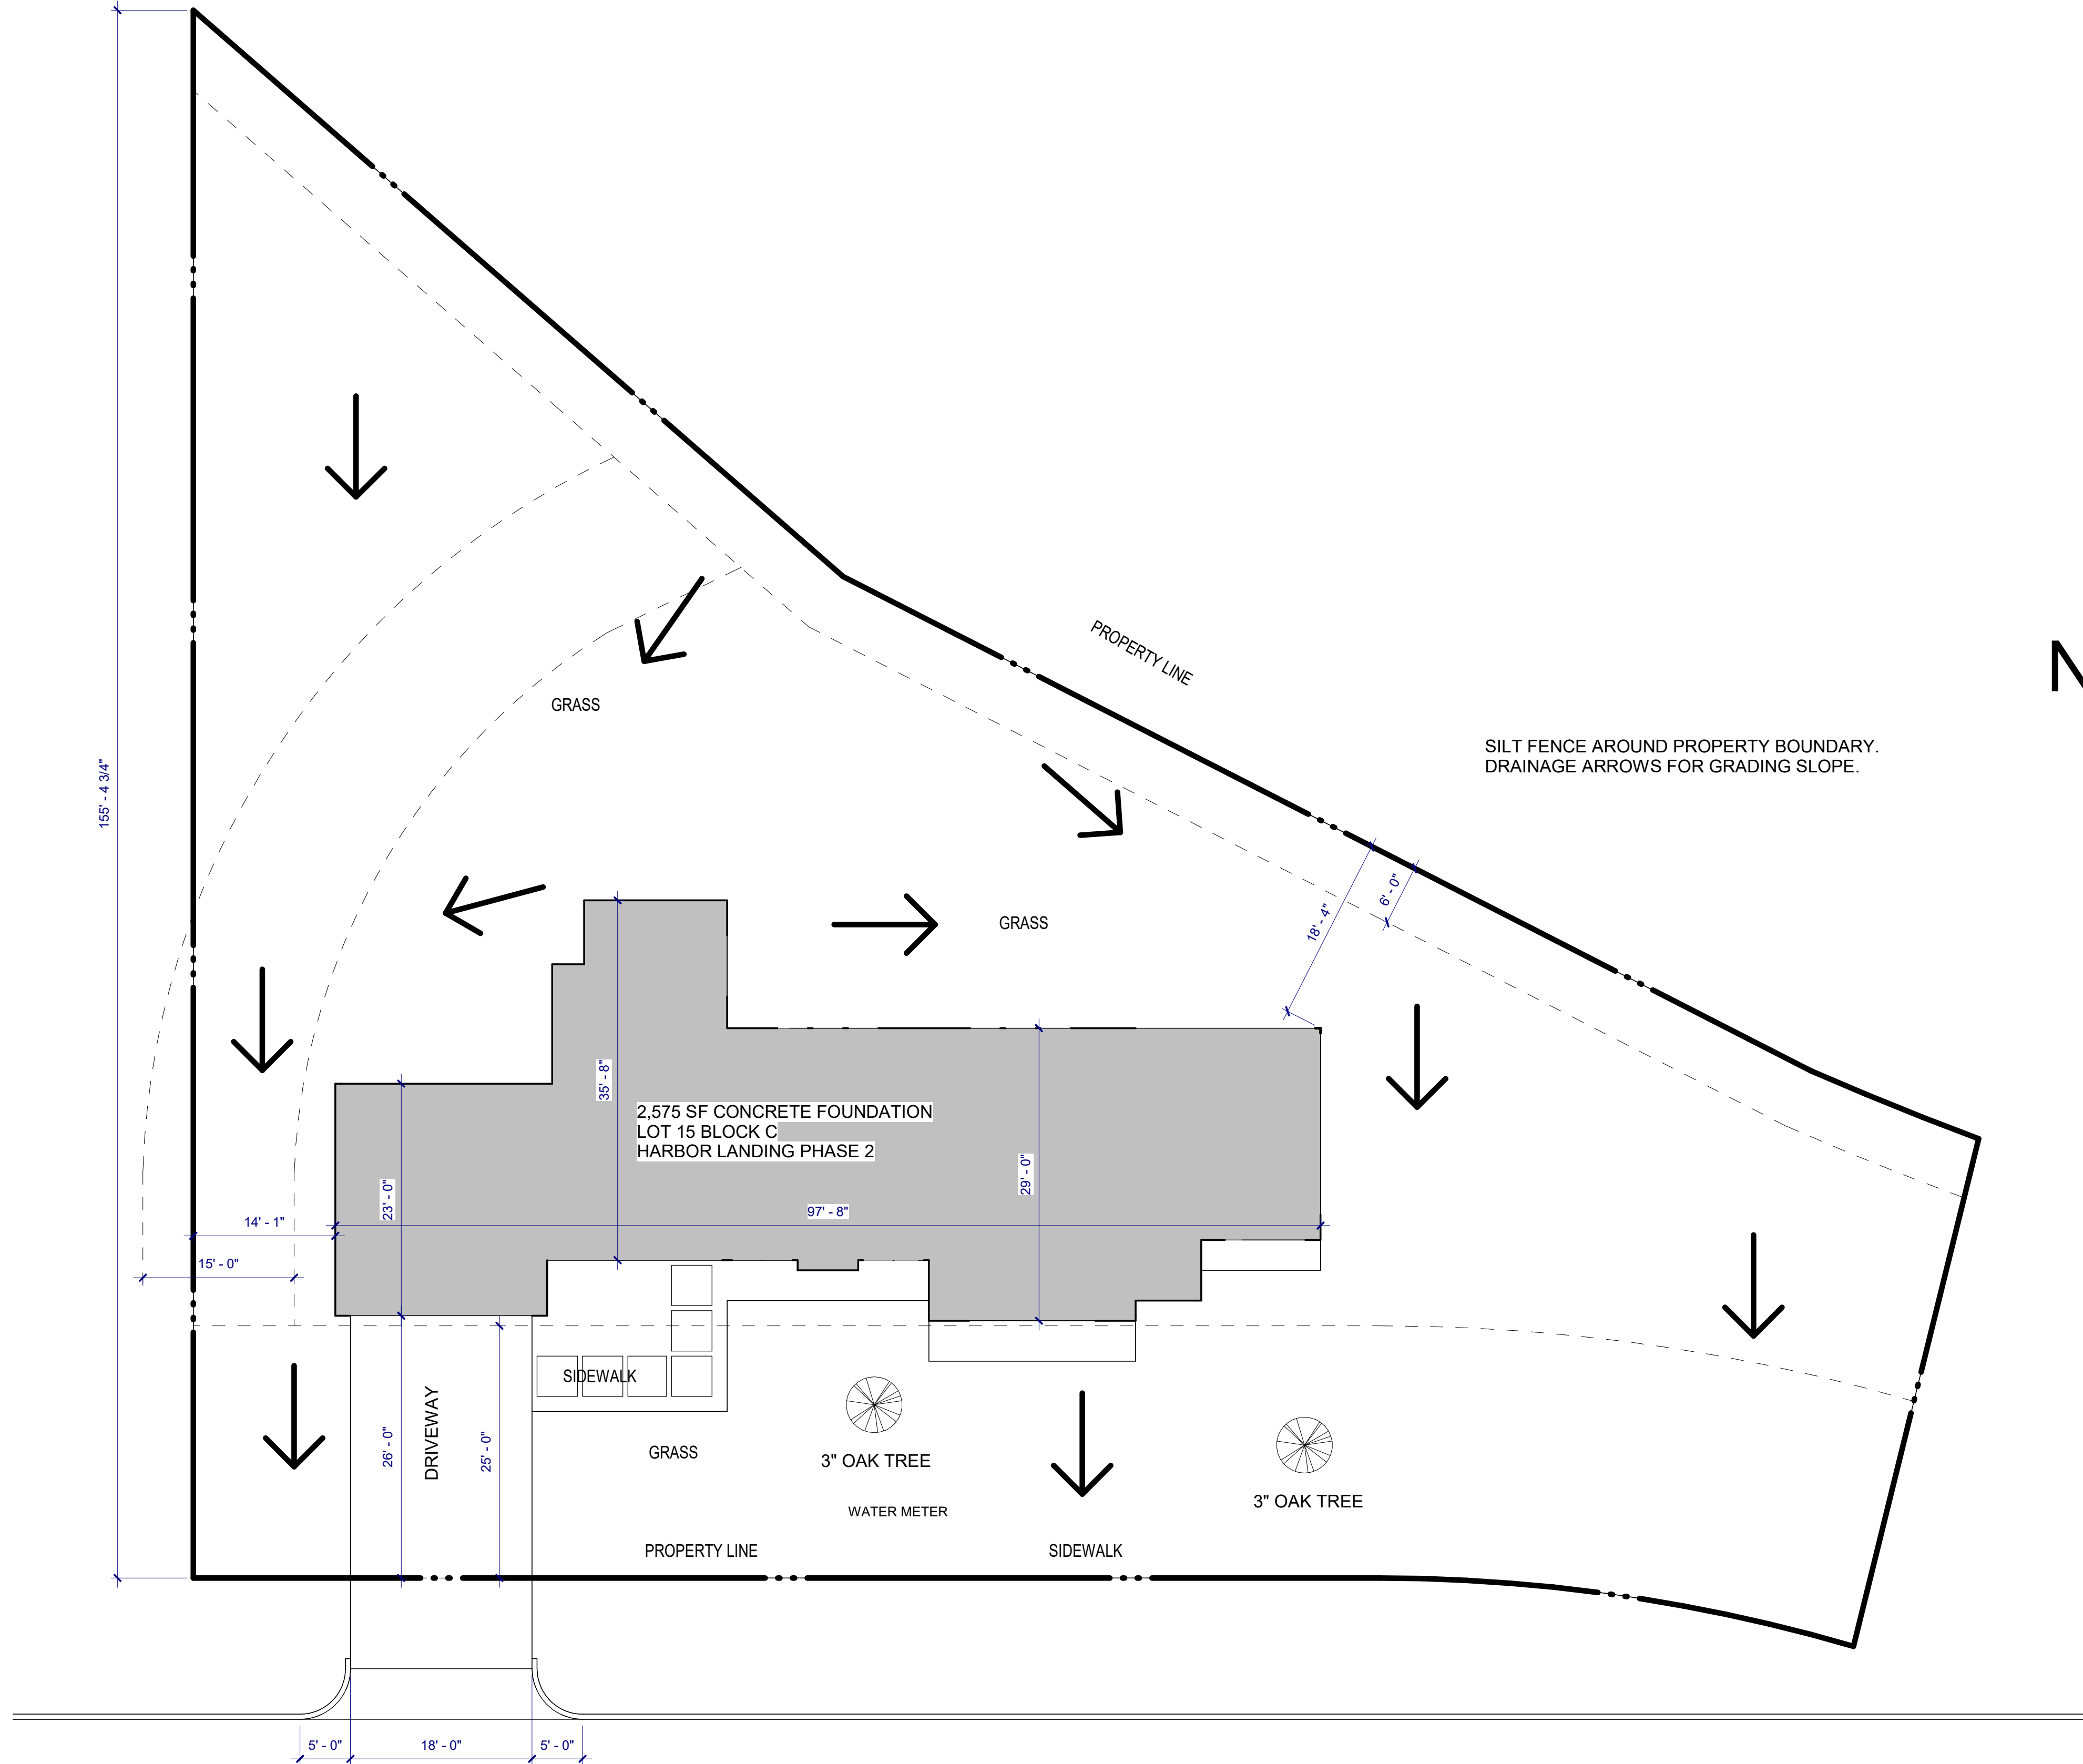 PROPERTY LINE
N
GRASS
SILT FENCE AROUND PROPERTY BOUNDARY.
DRAINAGE ARROWS FOR GRADING SLOPE.
155' - 4 3/4"
6' - 0"
18' - 4"
GRASS
35' - 8"
2,575 SF CONCRETE FOUNDATION
LOT 15 BLOCK C
HARBOR LANDING PHASE 2
29' - 0"
23' - 0"
97' - 8"
14' - 1"
15' - 0"
SIDEWALK
DRIVEWAY
26' - 0"
25' - 0"
GRASS
3" OAK TREE
3" OAK TREE
WATER METER
PROPERTY LINE
SIDEWALK
5' - 0"
18' - 0"
5' - 0"